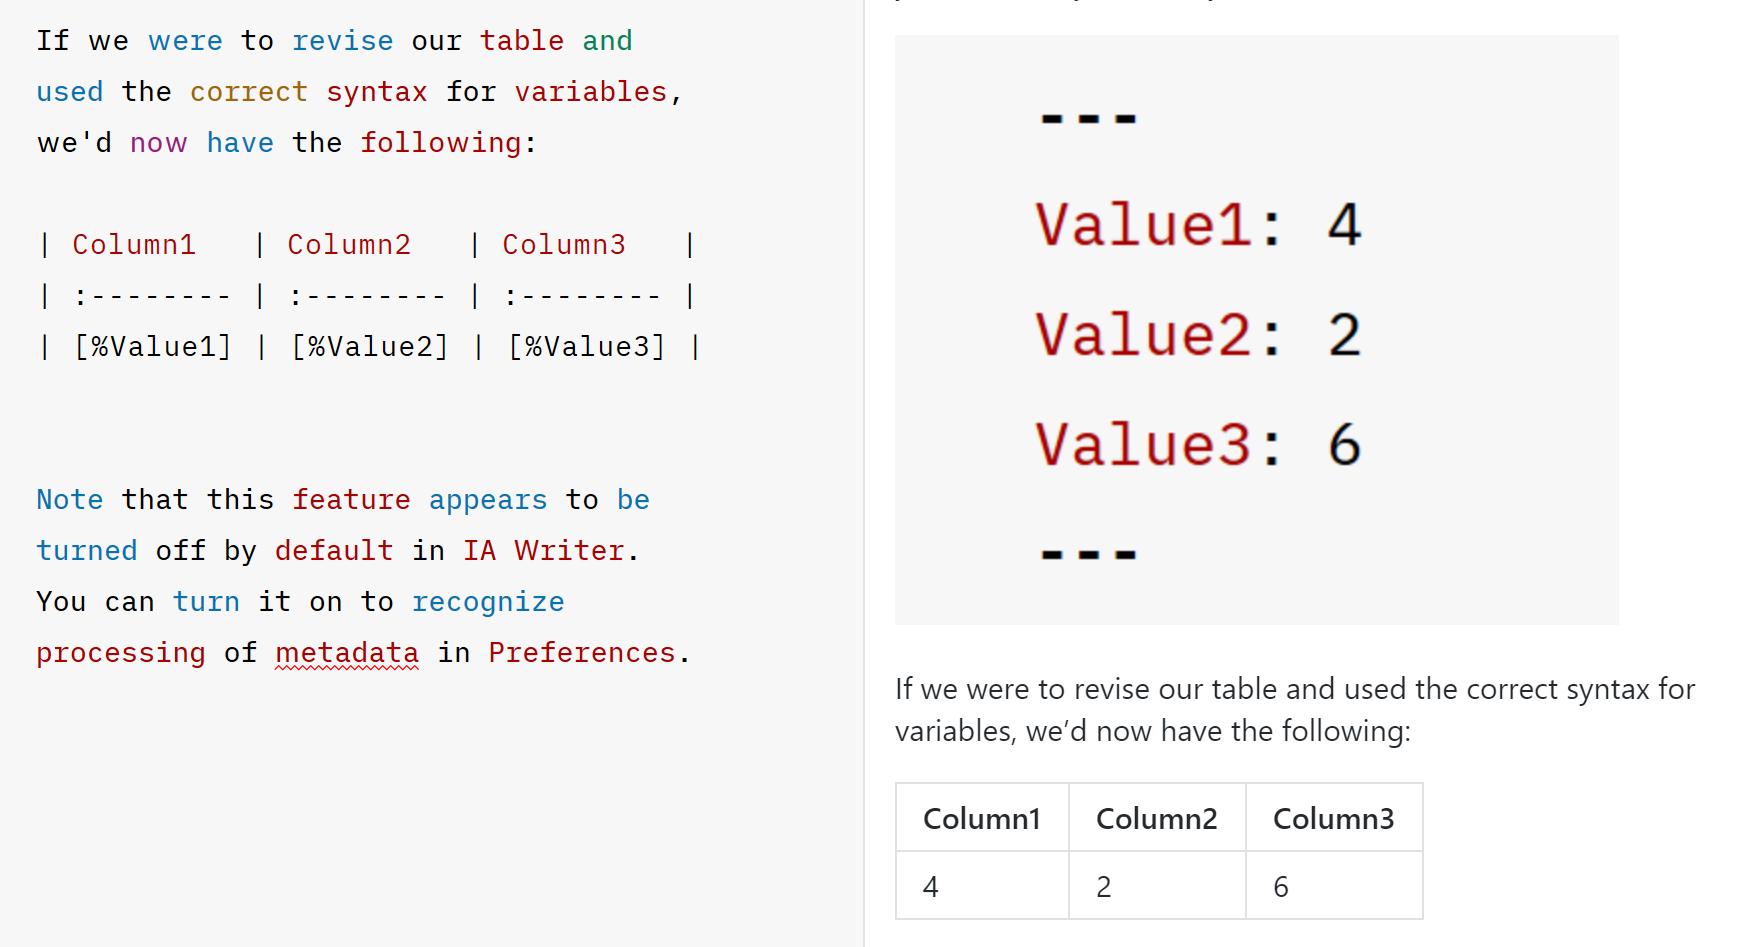 If we were to revise our table and
used the correct syntax for variables,
we'd now have the following:
| Column1 | Column2 | Column3 |
| :-------- | :-------- | :-------- |
| [%Value1] | [%Value2] | [%Value3] |
Note that this feature appears to be
turned off by default in IA Writer.
You can turn it on to recognize
processing of metadata in Preferences.
---
Value1: 4
Value2: 2
Value3: 6
---
If we were to revise our table and used the correct syntax for
variables, we’d now have the following:
Column1 Column2 Column3
4 2 6